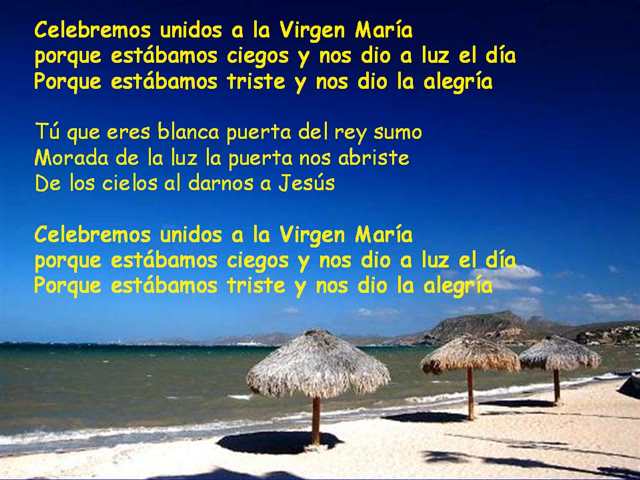 Celebremos unidos a la Virgen María
porque estábamos ciegos y nos dio a luz el día
Porque estábamos triste y nos dio la alegría
Tú que eres blanca puerta del rey sumo
Morada de la luz la puerta nos abriste
De los cielos al darnos a Jesús
Celebremos unidos a la Virgen María
porque estábamos ciegos y nos dio a luz el día
Porque estábamos triste y nos dio la alegría